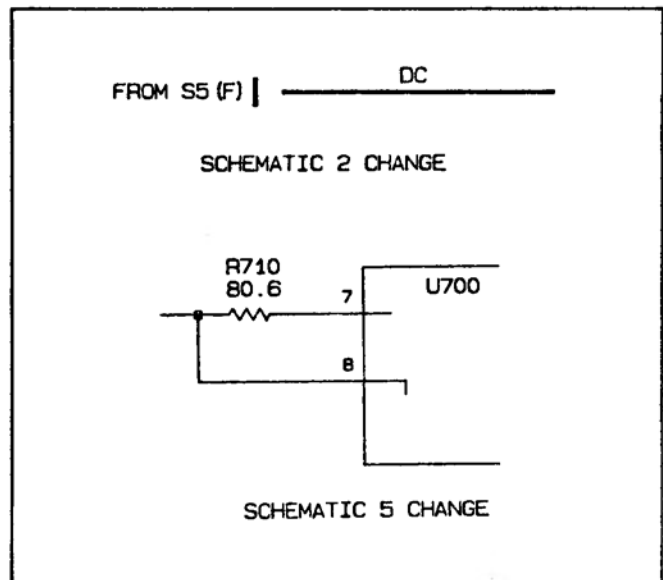 DC
FROM S5 (F)
SCHEMATIC 2 CHANGE
R710
80.6
7
U700
8
SCHEMATIC 5 CHANGE